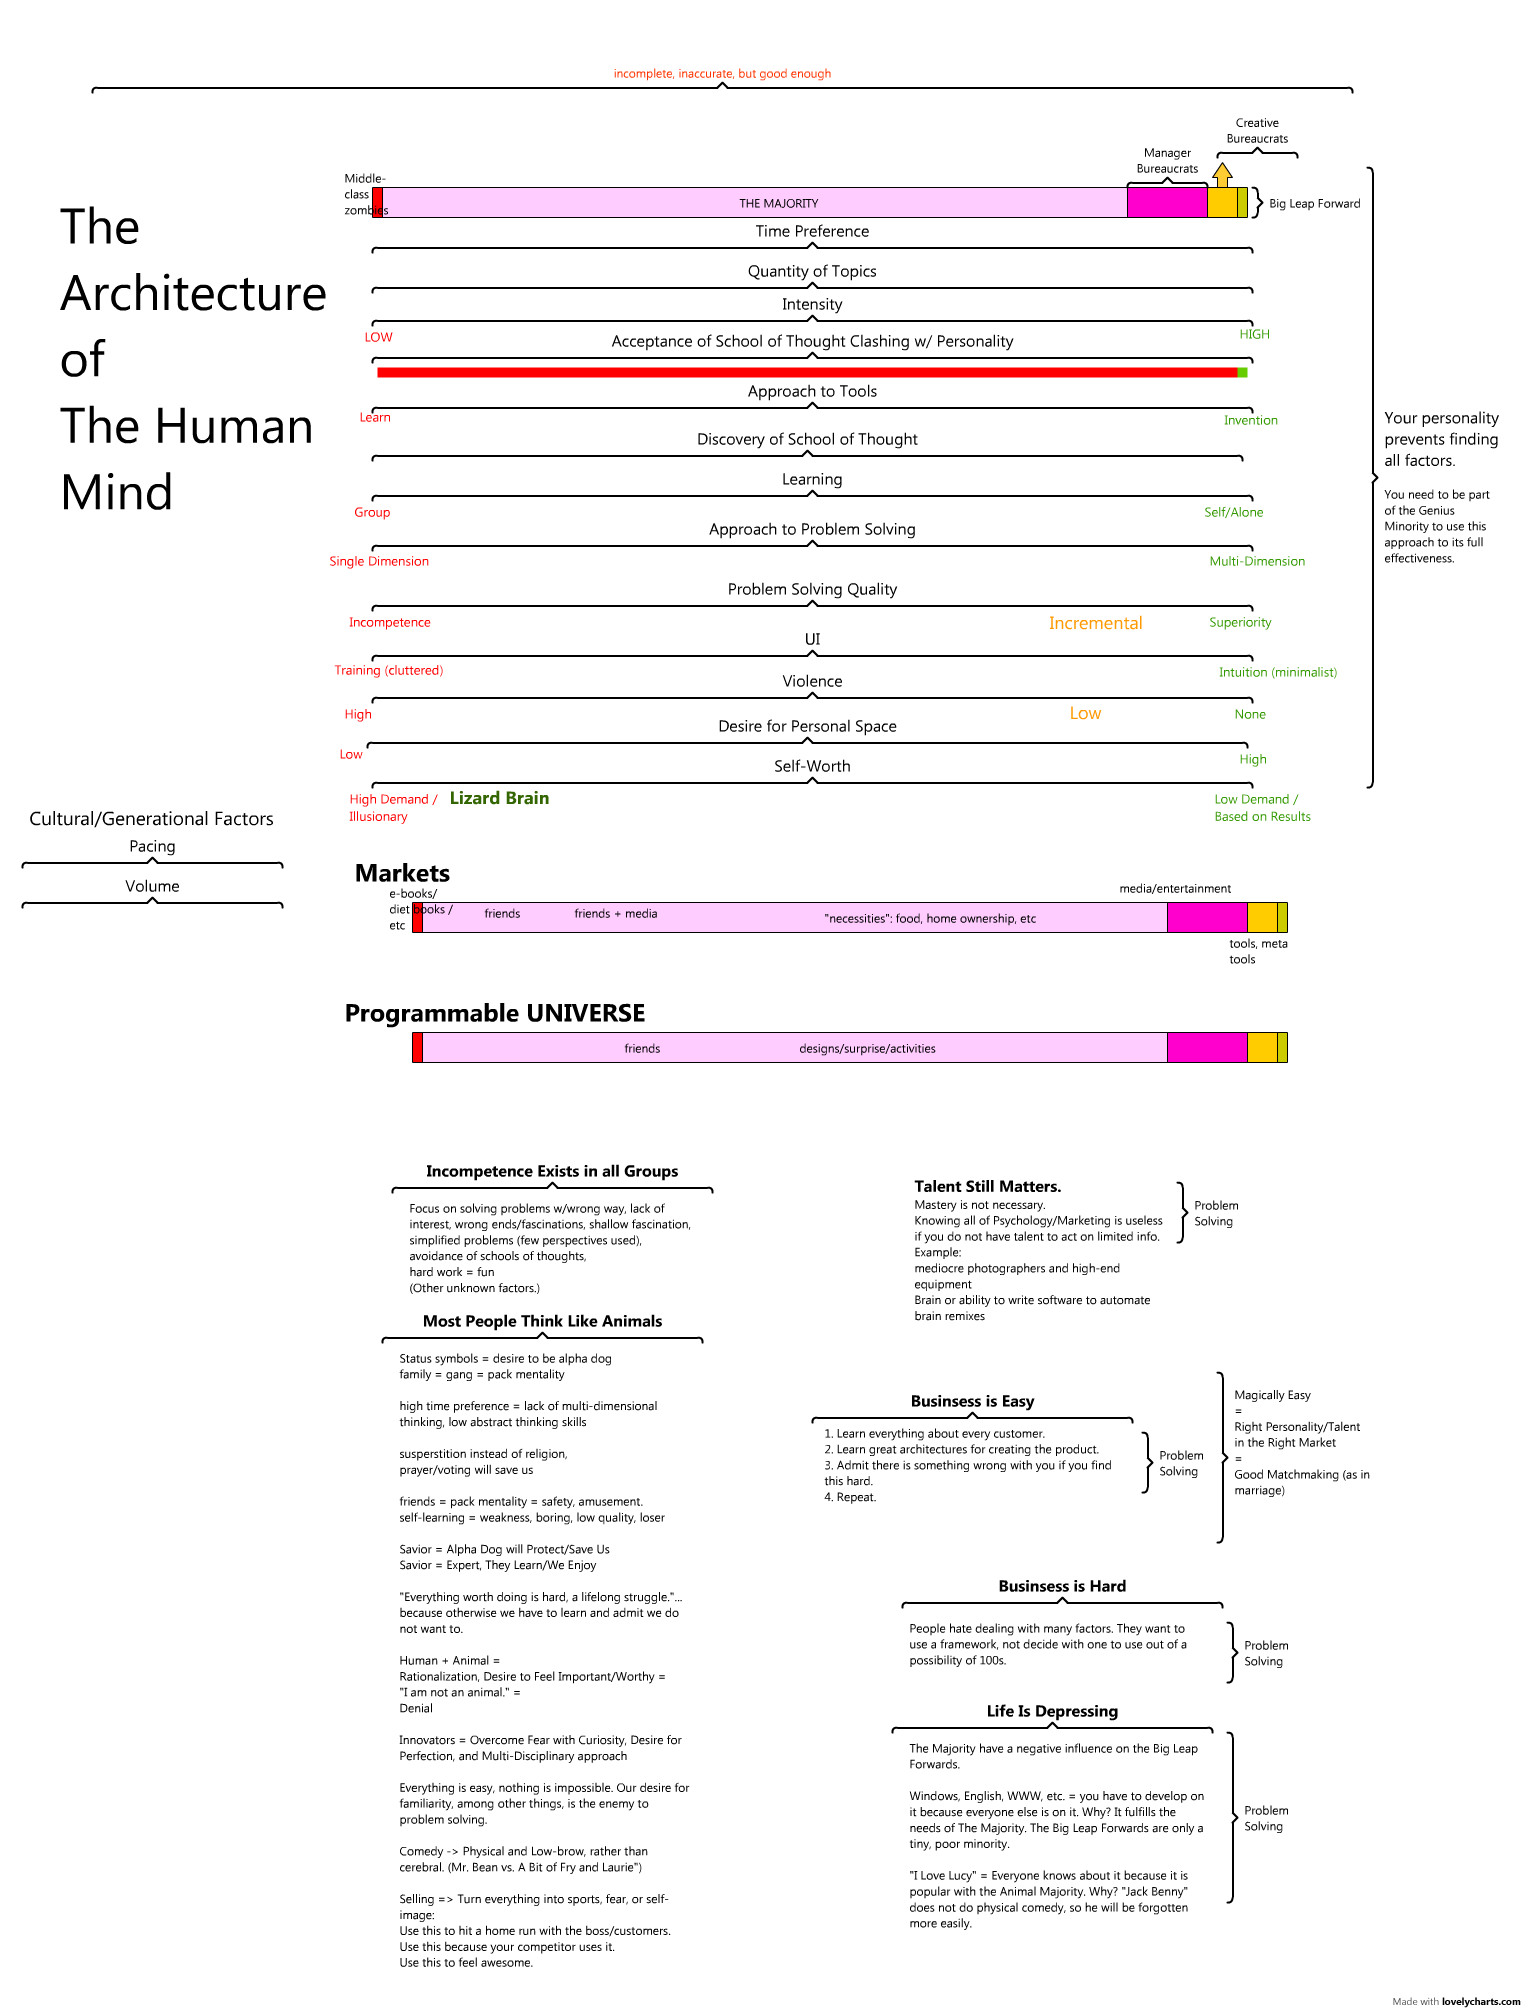 incomplete, inaccurate, but good enough
Creative
Bureaucrats
Manager
Bureaucrats
Middle-
class
zombies
THE MAJORITY
Big Leap Forward
The
Architecture
of
The Human
Mind
Time Preference
Quantity of Topics
Intensity
LOW
HIGH
Acceptance of School of Thought Clashing w/ Personality
Approach to Tools
Learn
Invention
Discovery of School of Thought
Learning
Group
Self/Alone
Approach to Problem Solving
Single Dimension
Multi-Dimension
Problem Solving Quality
Incompetence
Incremental
Superiority
UI
Training (cluttered)
Intuition (minimalist)
Violence
High
Low
None
Desire for Personal Space
Low
High
Self-Worth
High Demand /
Illusionary
Lizard Brain
Low Demand /
Based on Results
Your personality
prevents finding
all factors.
You need to be part
of the Genius
Minority to use this
approach to its full
effectiveness.
Cultural/Generational Factors
Pacing
Volume
Markets
e-books/
diet books /
etc
friends
friends + media
"necessities": food, home ownership, etc
media/entertainment
tools, meta
tools
Programmable UNIVERSE
friends
designs/surprise/activities
Incompetence Exists in all Groups
Focus on solving problems w/wrong way, lack of
interest, wrong ends/fascinations, shallow fascination,
simplified problems (few perspectives used),
avoidance of schools of thoughts,
hard work = fun
(Other unknown factors.)
Most People Think Like Animals
Status symbols = desire to be alpha dog
family = gang = pack mentality
high time preference = lack of multi-dimensional
thinking, low abstract thinking skills
susperstition instead of religion,
prayer/voting will save us
friends = pack mentality = safety, amusement.
self-learning = weakness, boring, low quality, loser
Savior = Alpha Dog will Protect/Save Us
Savior = Expert, They Learn/We Enjoy
"Everything worth doing is hard, a lifelong struggle."...
because otherwise we have to learn and admit we do
not want to.
Human + Animal =
Rationalization, Desire to Feel Important/Worthy =
"I am not an animal." =
Denial
Innovators = Overcome Fear with Curiosity, Desire for
Perfection, and Multi-Disciplinary approach
Everything is easy, nothing is impossible. Our desire for
familiarity, among other things, is the enemy to
problem solving.
Comedy -> Physical and Low-brow, rather than
cerebral. (Mr. Bean vs. A Bit of Fry and Laurie")
Selling => Turn everything into sports, fear, or self-
image:
Use this to hit a home run with the boss/customers.
Use this because your competitor uses it.
Use this to feel awesome.
Talent Still Matters.
Mastery is not necessary.
Knowing all of Psychology/Marketing is useless
if you do not have talent to act on limited info.
Example:
mediocre photographers and high-end
equipment
Brain or ability to write software to automate
brain remixes
Problem
Solving
Businsess is Easy
1. Learn everything about every customer.
2. Learn great architectures for creating the product.
3. Admit there is something wrong with you if you find
this hard.
4. Repeat.
Problem
Solving
Magically Easy
=
Right Personality/Talent
in the Right Market
=
Good Matchmaking (as in
marriage)
Businsess is Hard
People hate dealing with many factors. They want to
use a framework, not decide with one to use out of a
possibility of 100s.
Problem
Solving
Life Is Depressing
The Majority have a negative influence on the Big Leap
Forwards.
Windows, English, WWW, etc. = you have to develop on
it because everyone else is on it. Why? It fulfills the
needs of The Majority. The Big Leap Forwards are only a
tiny, poor minority.
"I Love Lucy" = Everyone knows about it because it is
popular with the Animal Majority. Why? "Jack Benny"
does not do physical comedy, so he will be forgotten
more easily.
Problem
Solving
Made with lovelycharts.com